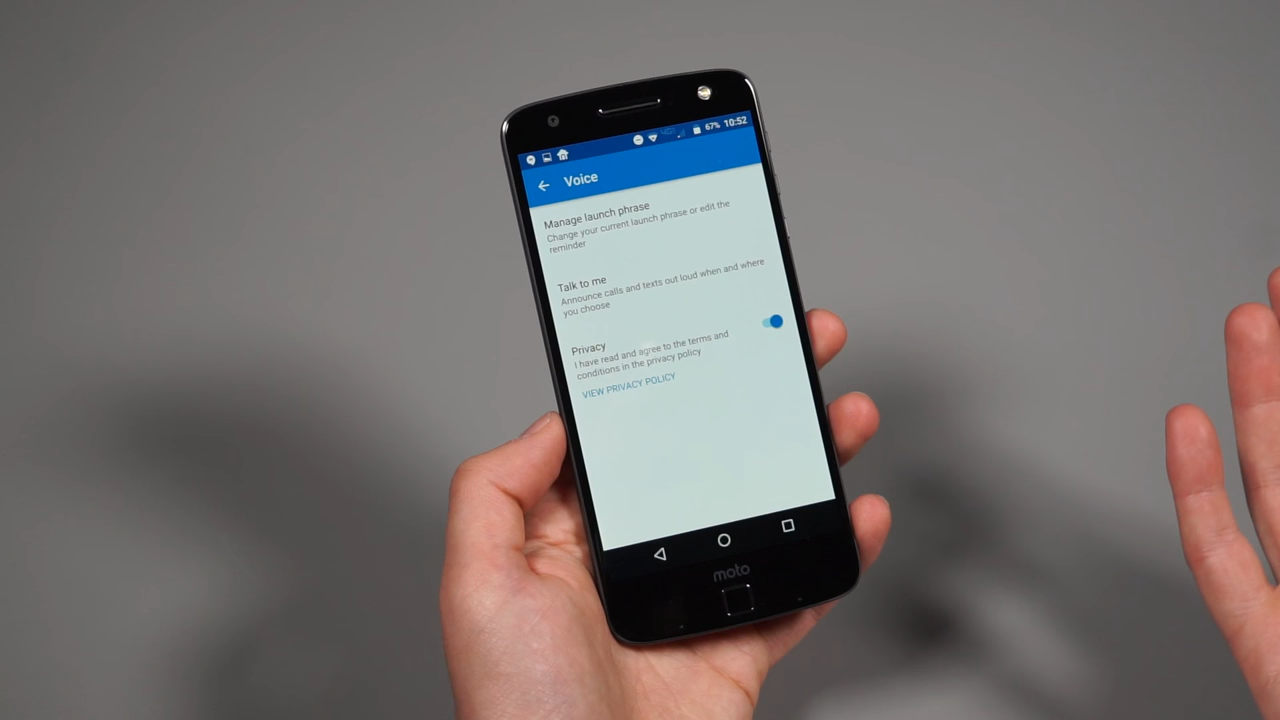 67% 10:52
Voice
Manage launch phrase
Change your current launch phrase or edit the
reminder
Talk to me
Announce calls and texts out loud when and where
you choose
Privacy
I have read and agree to the terms and
conditions in the privacy policy
VIEW PRIVACY POLICY
moto